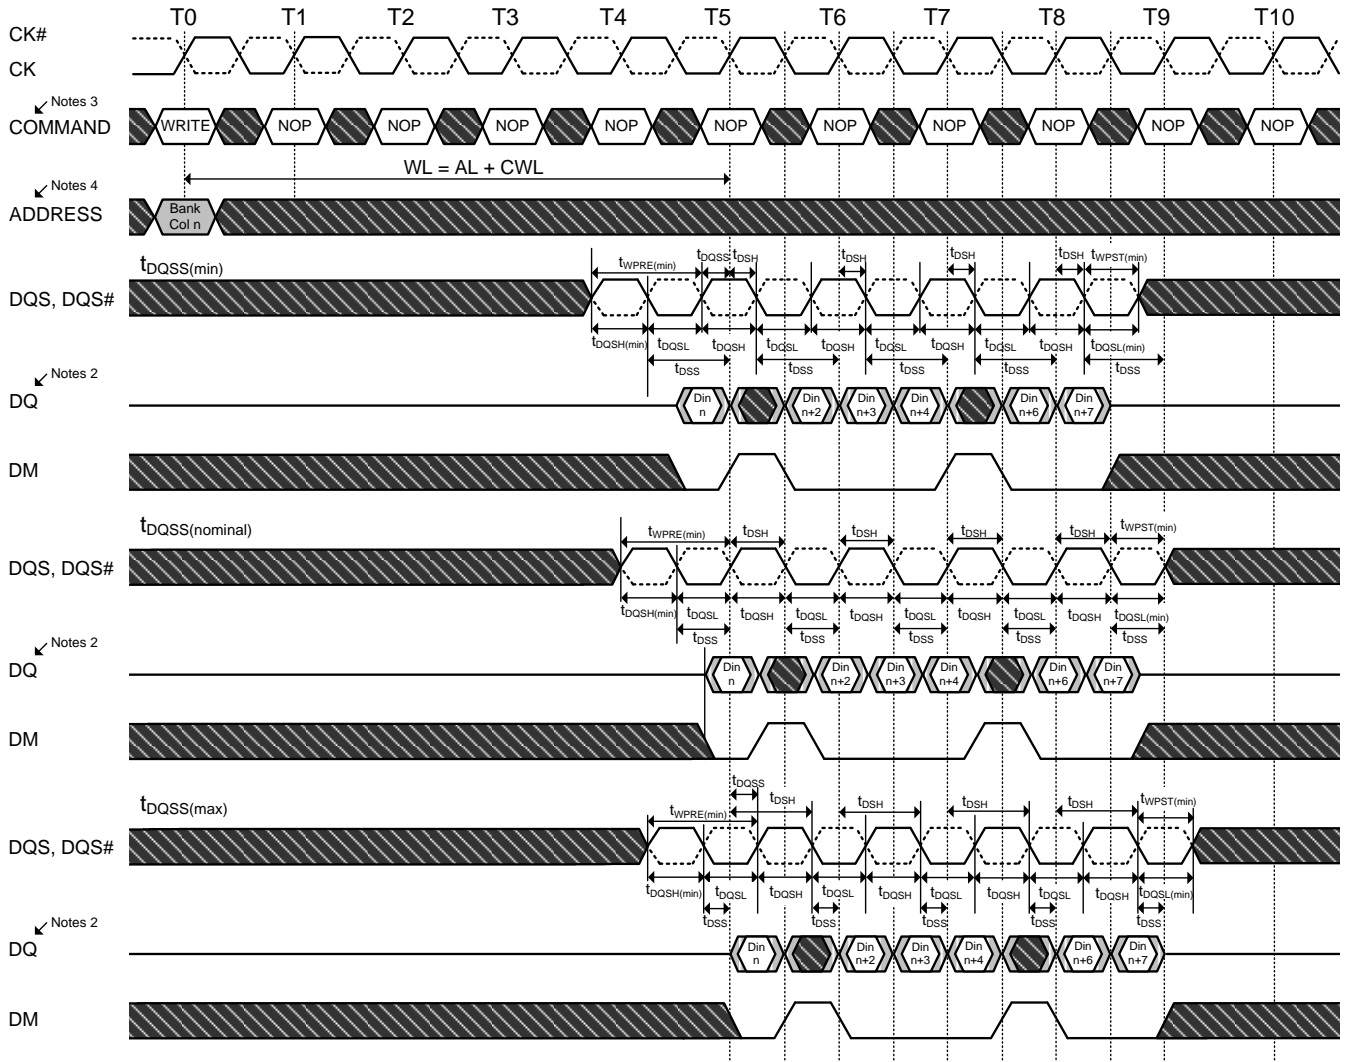 T0 T1 T2 T3 T4 T5 T6 T7 T8 T9 T10
CK#
CK
Notes 3
COMMAND WRITE NOP NOP NOP NOP NOP NOP NOP NOP NOP NOP
WL = AL + CWL
Notes 4
ADDRESS
Bank
Col n
tDQSS(min) tWPRE(min) tDQSS tDSH tDSH tDSH tDSH tWPST(min)
DQS, DQS#
tDQSH(min) tDQSL tDQSH tDQSL tDQSH tDQSL tDQSH tDQSL tDQSH tDQSL(min)
tDSS tDSS tDSS tDSS tDSS
Notes 2
DQ
Din n Din n+2 Din n+3 Din n+4 Din n+6 Din n+7
DM
tDQSS(nominal) tWPRE(min) tDSH tDSH tDSH tDSH tWPST(min)
DQS, DQS#
tDQSH(min) tDQSL tDQSH tDQSL tDQSH tDQSL tDQSH tDQSL tDQSH tDQSL(min)
tDSS tDSS tDSS tDSS tDSS
Notes 2
DQ
Din n Din n+2 Din n+3 Din n+4 Din n+6 Din n+7
DM
tDQSS
tDQSS(max) tWPRE(min) tDSH tDSH tDSH tDSH tWPST(min)
DQS, DQS#
tDQSH(min) tDQSL tDQSH tDQSL tDQSH tDQSL tDQSH tDQSL tDQSH tDQSL(min)
tDSS tDSS tDSS tDSS tDSS
Notes 2
DQ
Din n Din n+2 Din n+3 Din n+4 Din n+6 Din n+7
DM